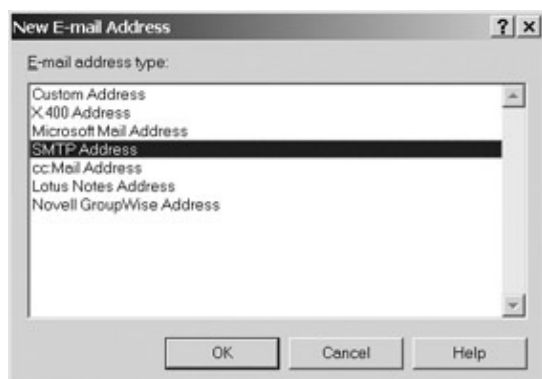 New E-mail Address
E-mail address type:
Custom Address
X.400 Address
Microsoft Mail Address
SMTP Address
cc:Mail Address
Lotus Notes Address
Novell GroupWise Address
OK Cancel Help